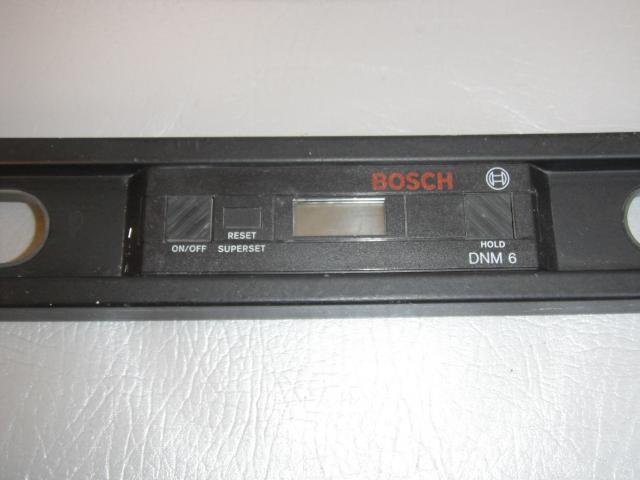 BOSCH
RESET
ON/OFF SUPERSET
HOLD
DNM 6